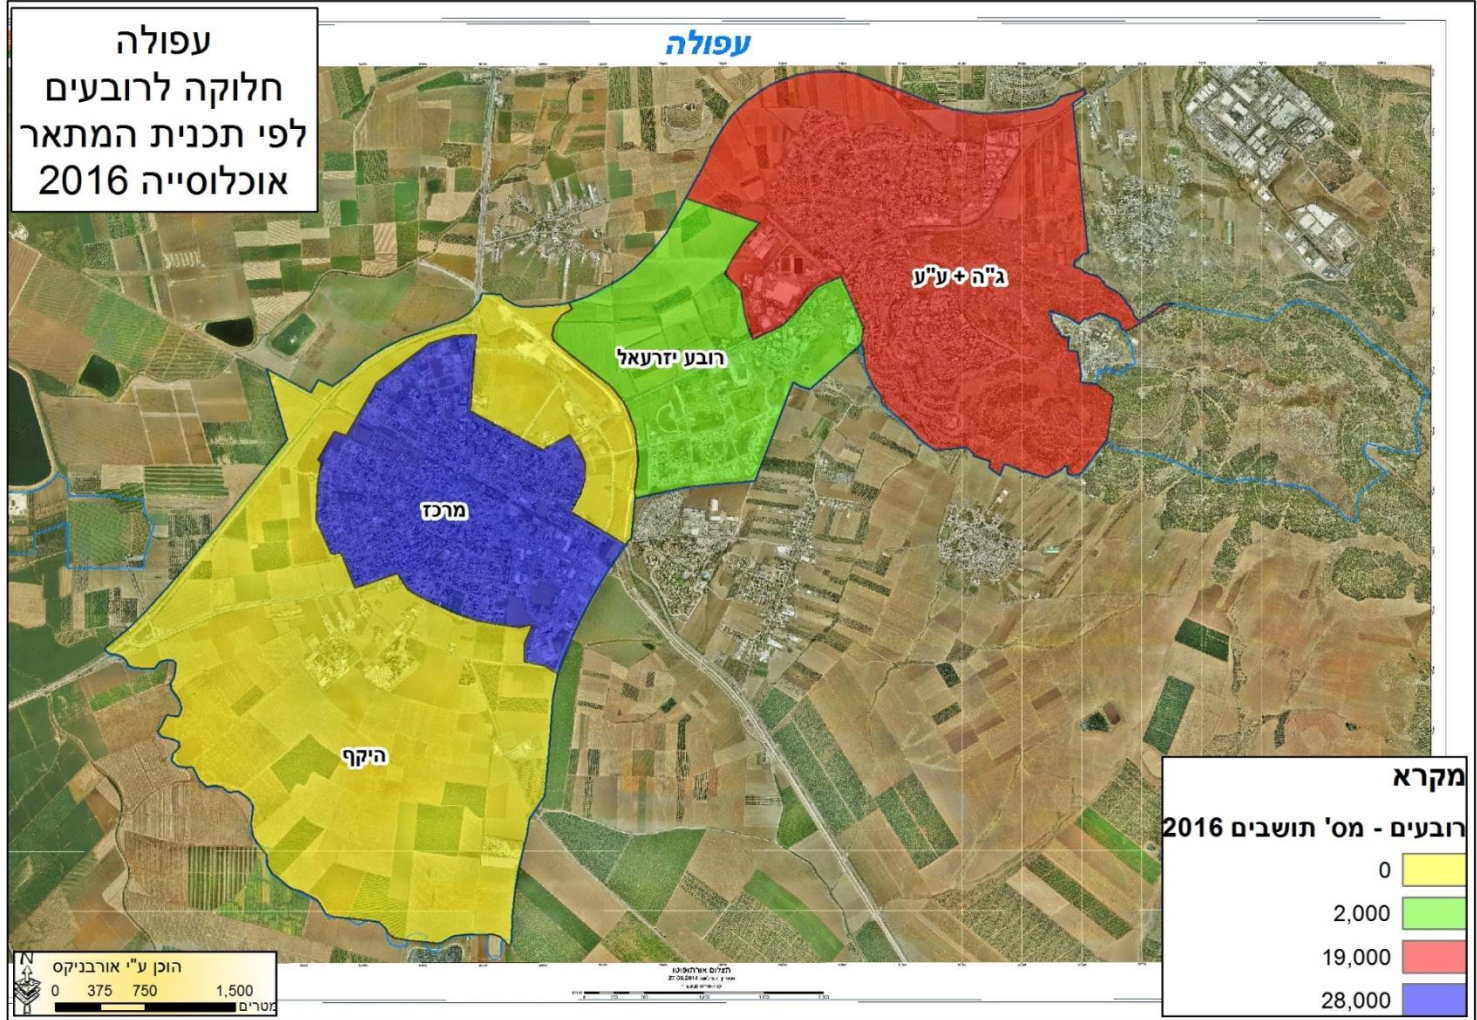 עפולה
חלוקה לרובעים
לפי תכנית המתאר
אוכלוסייה 2016
עפולה
ג"ה + ע"ע
רובע יזרעאל
מרכז
היקף
מקרא
רובעים - מס' תושבים 2016
0
2,000
19,000
28,000
N
הוכן ע"י אורבניקס
0 375 750 1,500
מטרים